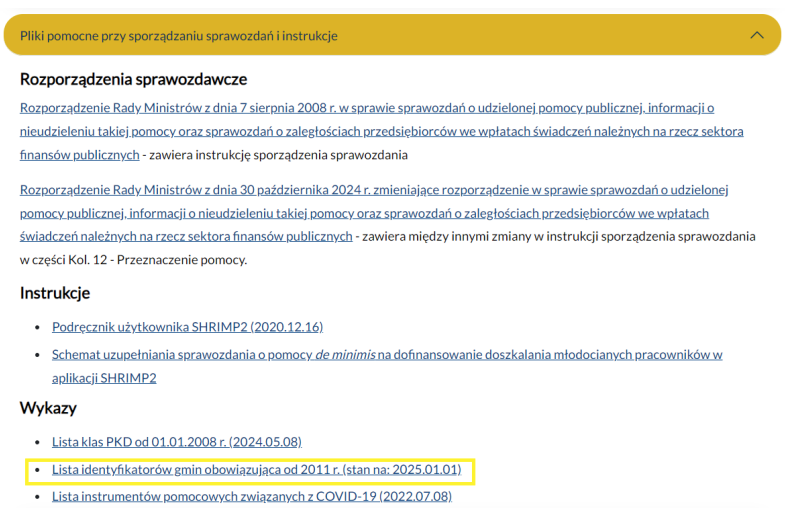 Pliki pomocne przy sporządzaniu sprawozdań i instrukcje
Rozporządzenia sprawozdawcze
Rozporządzenie Rady Ministrów z dnia 7 sierpnia 2008 r. w sprawie sprawozdań o udzielonej pomocy publicznej, informacji o
nieudzieleniu takiej pomocy oraz sprawozdań o zaległościach przedsiębiorców we wpłatach świadczeń należnych na rzecz sektora
finansów publicznych - zawiera instrukcję sporządzenia sprawozdania
Rozporządzenie Rady Ministrów z dnia 30 października 2024 r. zmieniające rozporządzenie w sprawie sprawozdań o udzielonej
pomocy publicznej, informacji o nieudzieleniu takiej pomocy oraz sprawozdań o zaległościach przedsiębiorców we wpłatach
świadczeń należnych na rzecz sektora finansów publicznych - zawiera między innymi zmiany w instrukcji sporządzenia sprawozdania
w części Kol. 12 - Przeznaczenie pomocy.
Instrukcje
• Podręcznik użytkownika SHRIMP2 (2020.12.16)
• Schemat uzupełniania sprawozdania o pomocy de minimis na dofinansowanie doszkalania młodocianych pracowników w
aplikacji SHRIMP2
Wykazy
• Lista klas PKD od 01.01.2008 r. (2024.05.08)
• Lista identyfikatorów gmin obowiązująca od 2011 r. (stan na: 2025.01.01)
• Lista instrumentów pomocowych związanych z COVID-19 (2022.07.08)